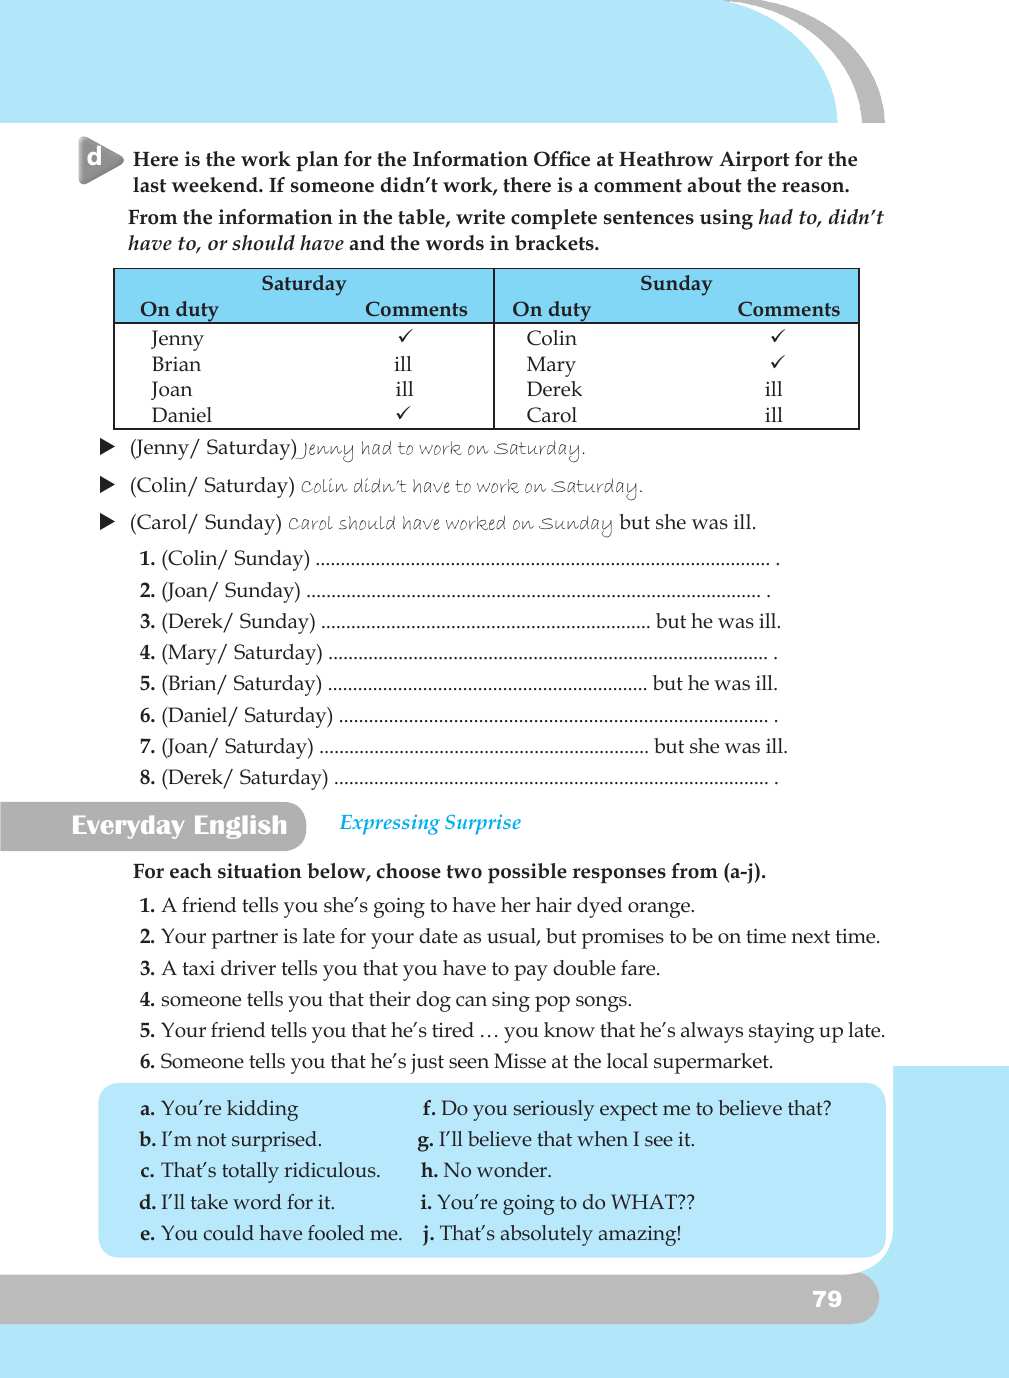 d
Here is the work plan for the Information Office at Heathrow Airport for the
last weekend. If someone didn't work, there is a comment about the reason.
From the information in the table, write complete sentences using had to, didn't
have to, or should have and the words in brackets.
Saturday Sunday
On duty Comments On duty Comments
Jenny ✓ Colin ✓
Brian ill Mary ✓
Joan ill Derek ill
Daniel ✓ Carol ill
(Jenny/ Saturday) Jenny had to work on Saturday.
(Colin/ Saturday) Colin didn't have to work on Saturday.
(Carol/ Sunday) Carol should have worked on Sunday but she was ill.
1. (Colin/ Sunday) ........................................................................................... .
2. (Joan/ Sunday) ........................................................................................... .
3. (Derek/ Sunday) .................................................................. but he was ill.
4. (Mary/ Saturday) ........................................................................................ .
5. (Brian/ Saturday) ................................................................ but he was ill.
6. (Daniel/ Saturday) ...................................................................................... .
7. (Joan/ Saturday) .................................................................. but she was ill.
8. (Derek/ Saturday) ....................................................................................... .
Everyday English Expressing Surprise
For each situation below, choose two possible responses from (a-j).
1. A friend tells you she's going to have her hair dyed orange.
2. Your partner is late for your date as usual, but promises to be on time next time.
3. A taxi driver tells you that you have to pay double fare.
4. someone tells you that their dog can sing pop songs.
5. Your friend tells you that he's tired … you know that he's always staying up late.
6. Someone tells you that he's just seen Misse at the local supermarket.
a. You're kidding f. Do you seriously expect me to believe that?
b. I'm not surprised. g. I'll believe that when I see it.
c. That's totally ridiculous. h. No wonder.
d. I'll take word for it. i. You're going to do WHAT??
e. You could have fooled me. j. That's absolutely amazing!
79